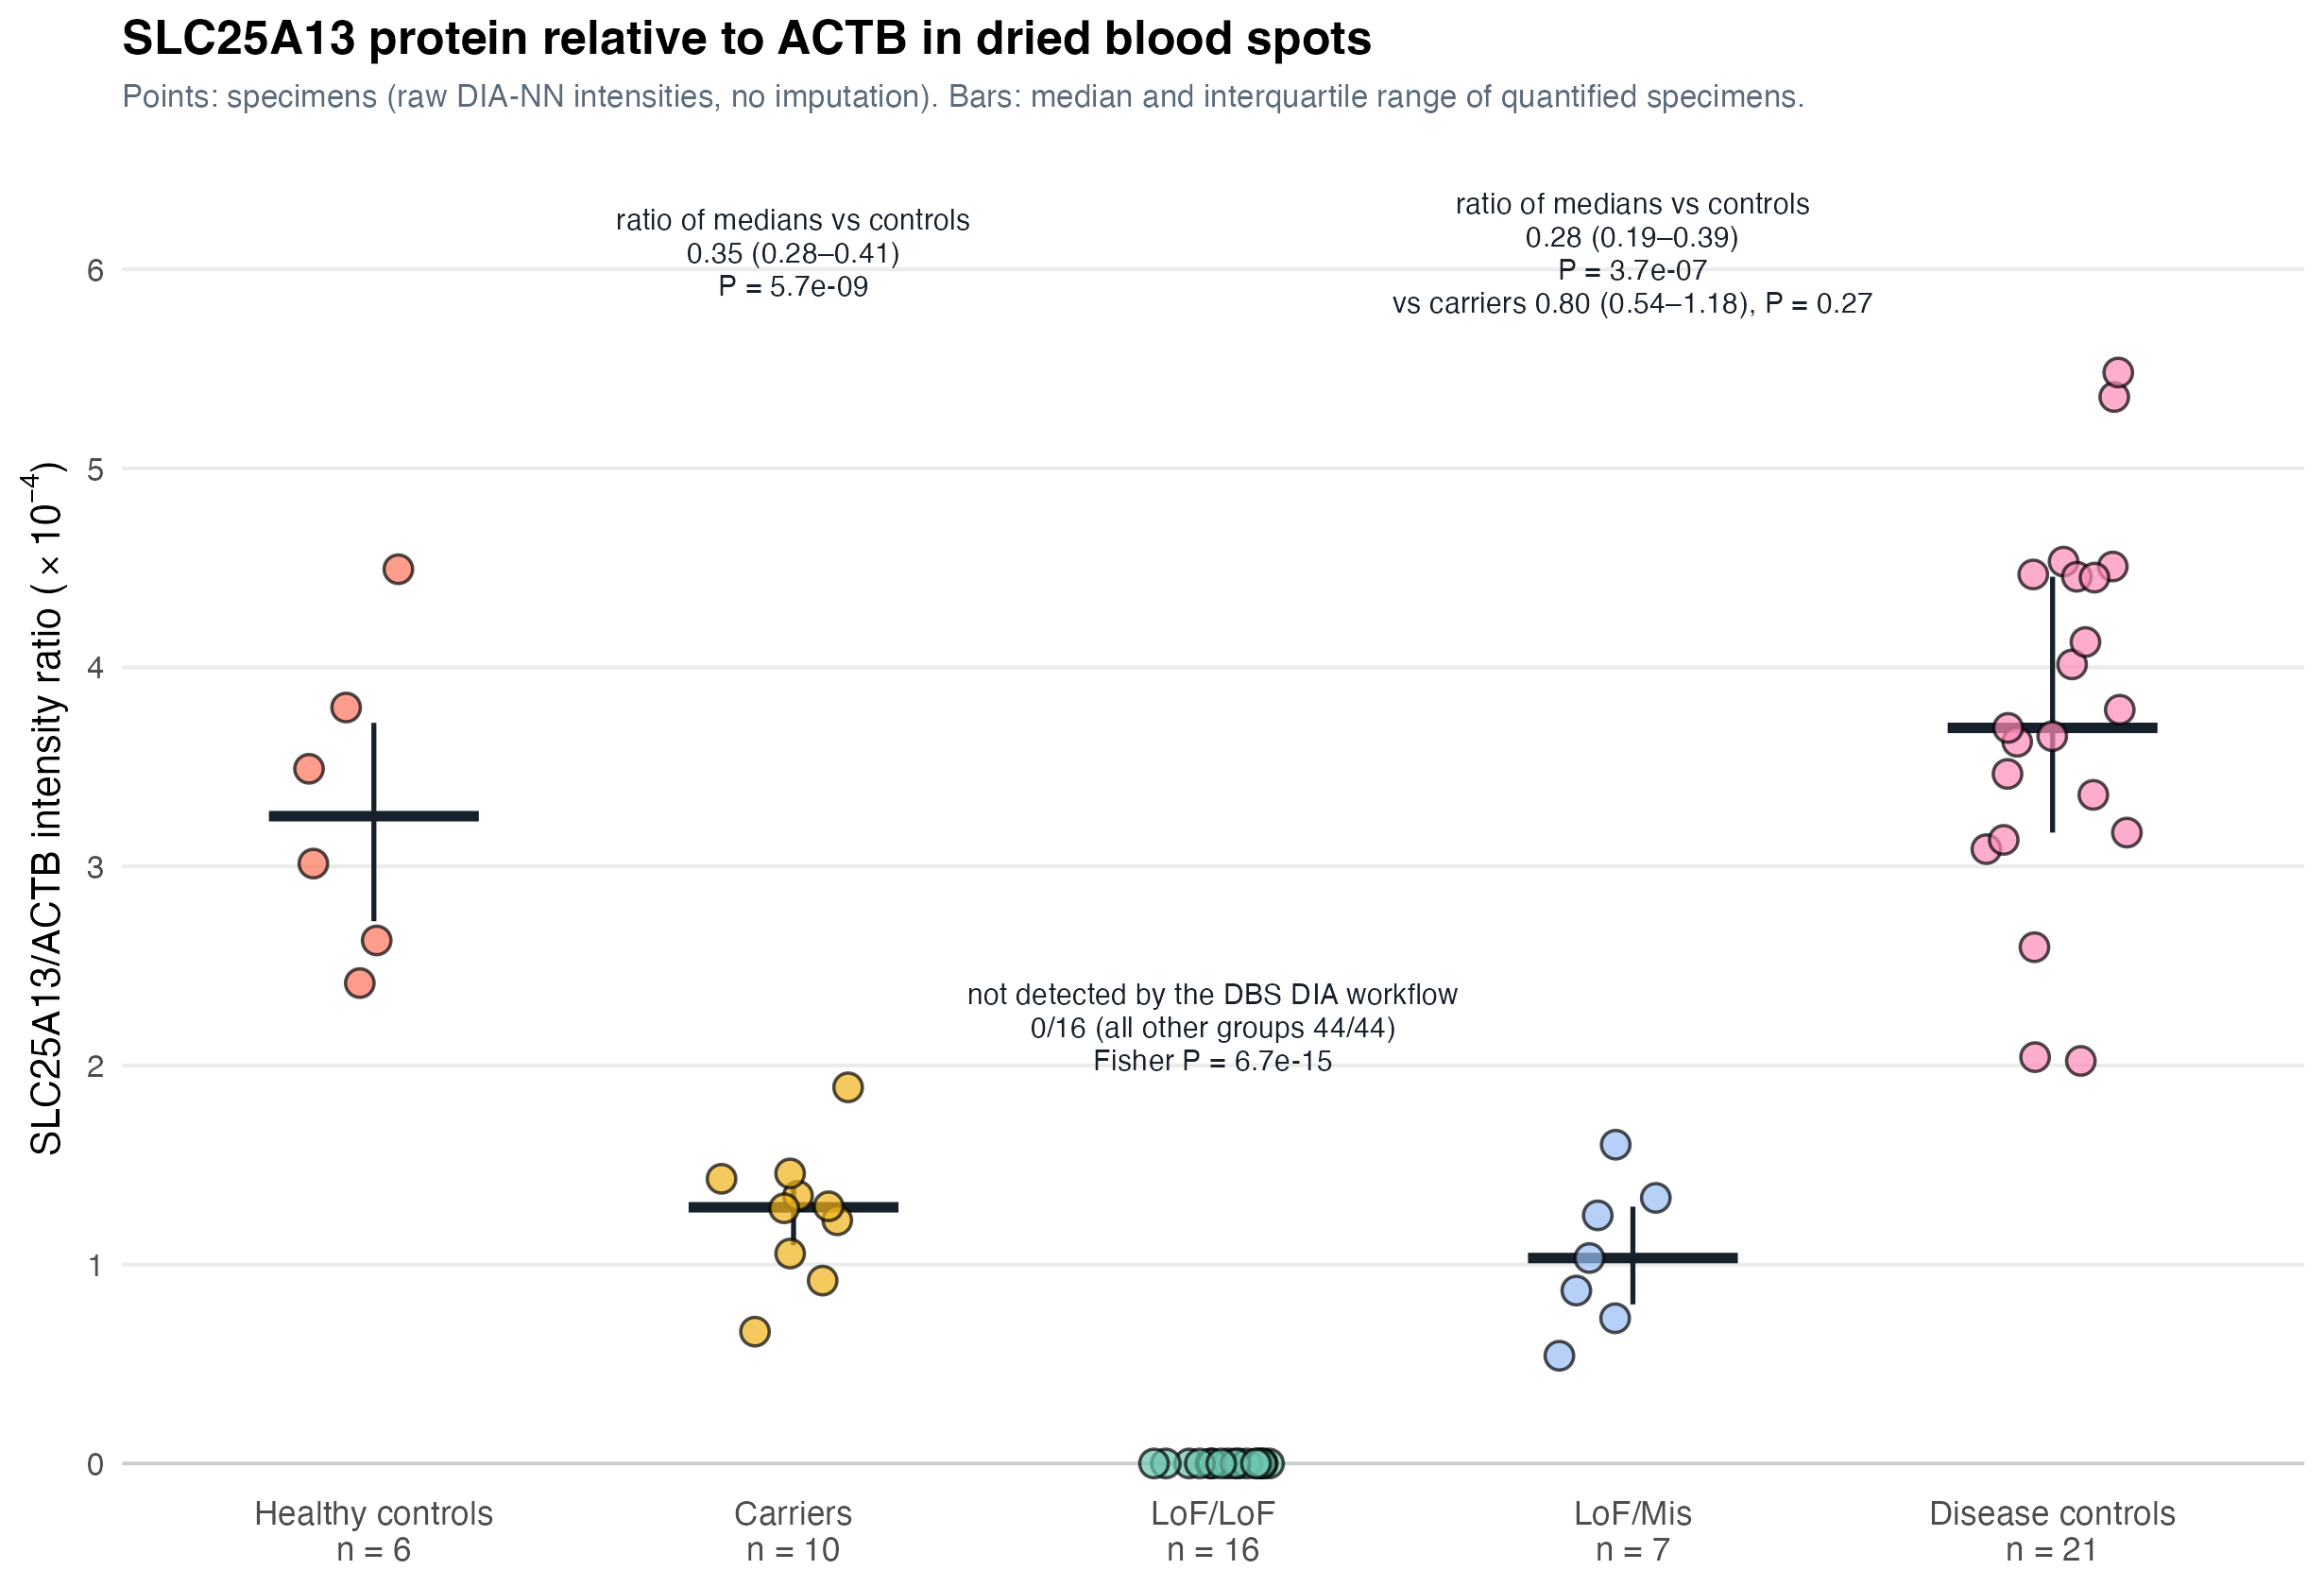 SLC25A13 protein relative to ACTB in dried blood spots
Points: specimens (raw DIA-NN intensities, no imputation). Bars: median and interquartile range of quantified specimens.
ratio of medians vs controls
0.35 (0.28–0.41)
P = 5.7e-09
ratio of medians vs controls
0.28 (0.19–0.39)
P = 3.7e-07
vs carriers 0.80 (0.54–1.18), P = 0.27
not detected by the DBS DIA workflow
0/16 (all other groups 44/44)
Fisher P = 6.7e-15
SLC25A13/ACTB intensity ratio (× 10⁻⁴)
6
5
4
3
2
1
0
Healthy controls
n = 6
Carriers
n = 10
LoF/LoF
n = 16
LoF/Mis
n = 7
Disease controls
n = 21